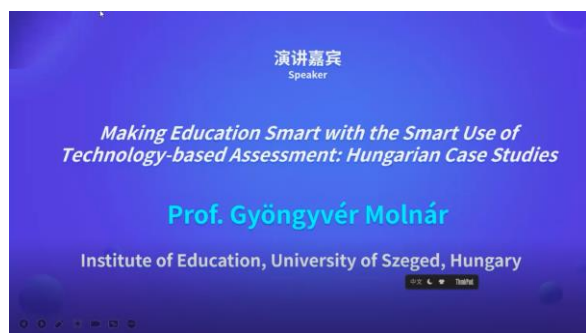 演讲嘉宾
Speaker
Making Education Smart with the Smart Use of
Technology-based Assessment: Hungarian Case Studies
Prof. Gyöngyvér Molnár
Institute of Education, University of Szeged, Hungary
中文 ThinkPad